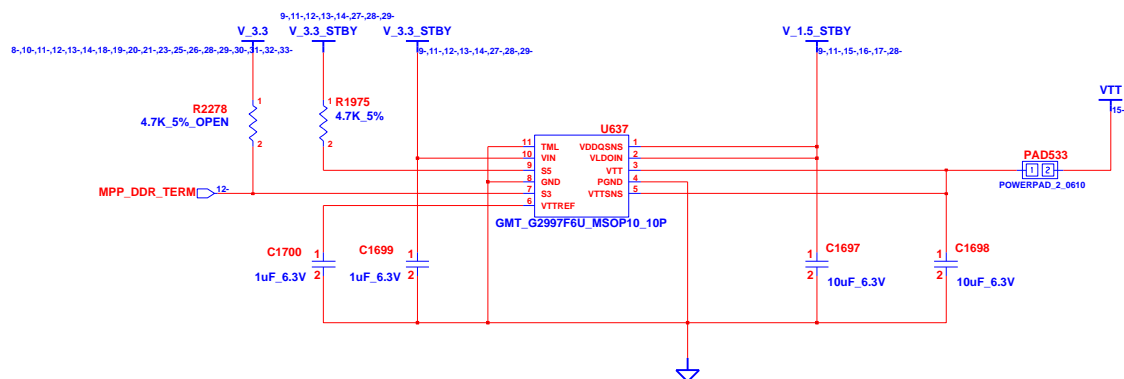 9-,11-,12-,13-,14-,27-,28-,29-
V_3.3
V_3.3_STBY
V_3.3_STBY
V_1.5_STBY
8-,10-,11-,12-,13-,14-,18-,19-,20-,21-,23-,25-,26-,28-,29-,30-,31-,32-,33-
9-,11-,12-,13-,14-,27-,28-,29-
9-,11-,15-,16-,17-,28-
VTT
15-
1
R2278
4.7K_5%_OPEN
2
1
R1975
4.7K_5%
2
U637
11 TML VDDQSNS 1
10 VIN VLDOIN 2
9 S5 VTT 3
8 GND PGND 4
7 S3 VTTSNS 5
6 VTTREF
GMT_G2997F6U_MSOP10_10P
PAD533
1 2
POWERPAD_2_0610
MPP_DDR_TERM
12-
C1700
1
2
1uF_6.3V
C1699
1
2
1uF_6.3V
C1697
1
2
10uF_6.3V
C1698
1
2
10uF_6.3V